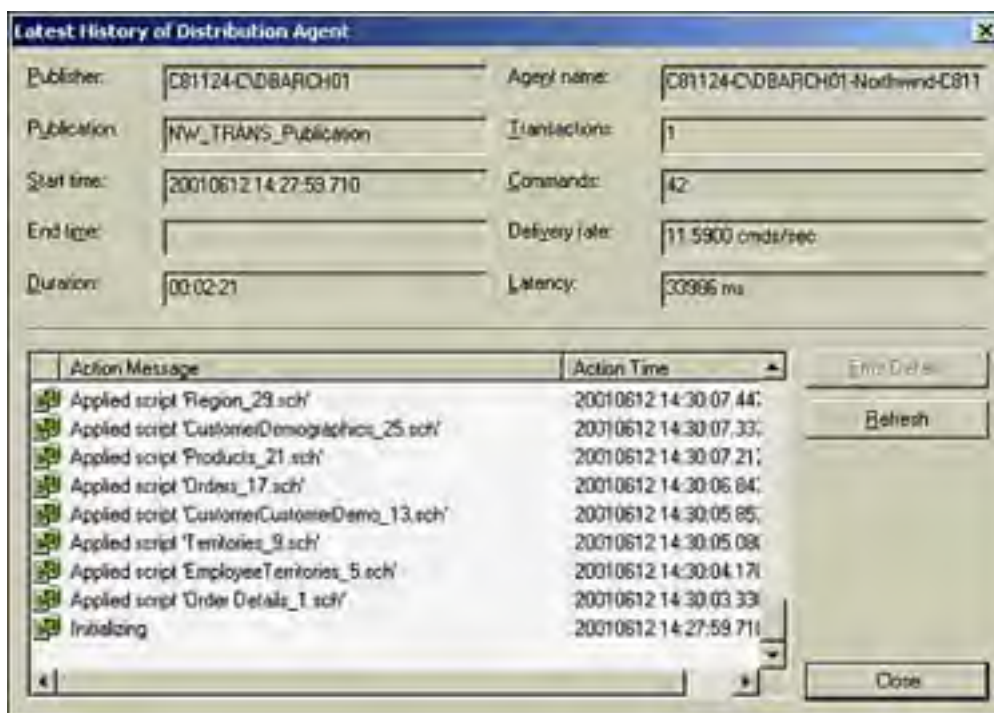 Latest History of Distribution Agent
Publisher: C81124-C\DBARCH01
Agent name: C81124-C\DBARCH01-Northwind-C811
Publication: NW_TRANS_Publication
Transactions: 1
Start time: 20010612 14:27:59.710
Commands: 42
End time:
Delivery rate: 11.5900 cmds/sec
Duration: 00:02:21
Latency: 33986 ms
Action Message Action Time
Applied script 'Region_29.sch' 20010612 14:30:07.44
Applied script 'CustomerDemographics_25.sch' 20010612 14:30:07.33
Applied script 'Products_21.sch' 20010612 14:30:07.21
Applied script 'Orders_17.sch' 20010612 14:30:06.84
Applied script 'CustomerCustomerDemo_13.sch' 20010612 14:30:05.85
Applied script 'Territories_9.sch' 20010612 14:30:05.08
Applied script 'EmployeeTerritories_5.sch' 20010612 14:30:04.17
Applied script 'Order Details_1.sch' 20010612 14:30:03.33
Initializing 20010612 14:27:59.71
Error Details
Refresh
Close